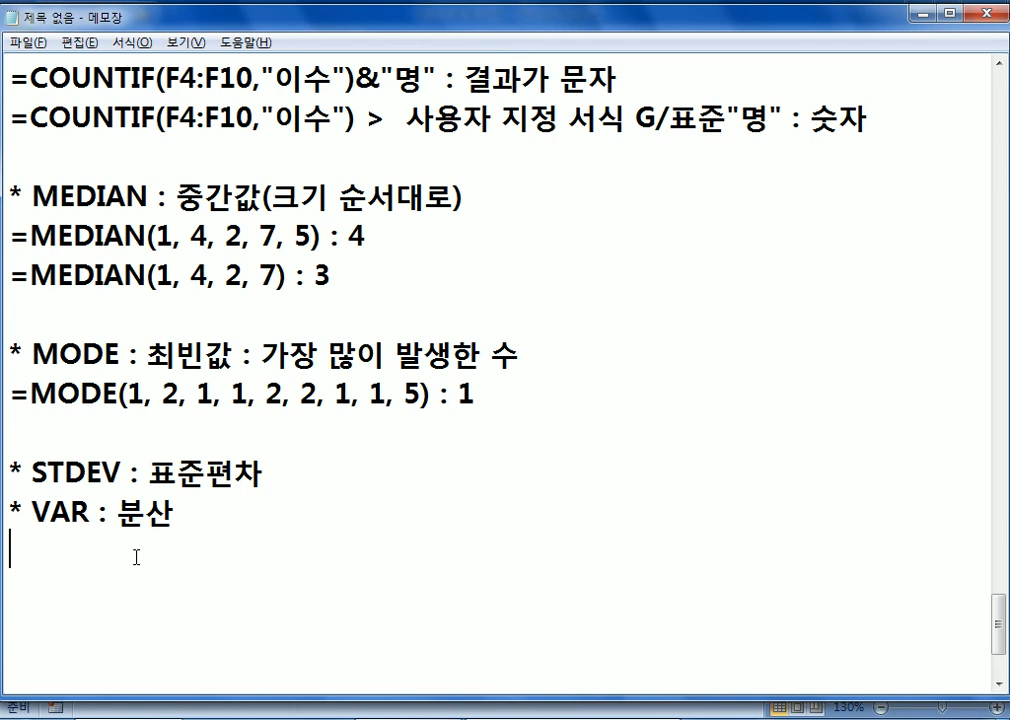 제목 없음 - 메모장
파일(F) 편집(E) 서식(O) 보기(V) 도움말(H)
=COUNTIF(F4:F10,"이수")&"명" : 결과가 문자
=COUNTIF(F4:F10,"이수") > 사용자 지정 서식 G/표준"명" : 숫자
* MEDIAN : 중간값(크기 순서대로)
=MEDIAN(1, 4, 2, 7, 5) : 4
=MEDIAN(1, 4, 2, 7) : 3
* MODE : 최빈값 : 가장 많이 발생한 수
=MODE(1, 2, 1, 1, 2, 2, 1, 1, 5) : 1
* STDEV : 표준편차
* VAR : 분산
준비 130%